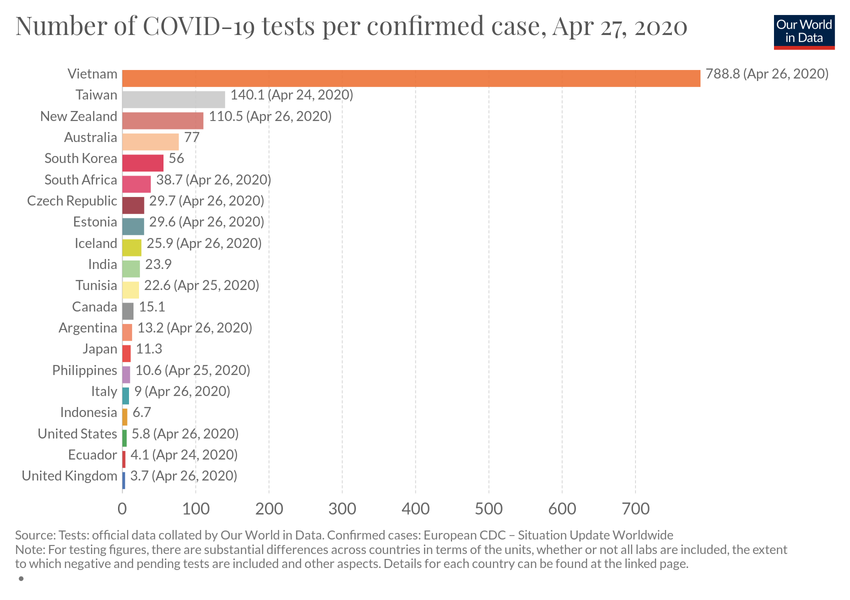 Number of COVID-19 tests per confirmed case, Apr 27, 2020
Our World
in Data
Vietnam 788.8 (Apr 26, 2020)
Taiwan 140.1 (Apr 24, 2020)
New Zealand 110.5 (Apr 26, 2020)
Australia 77
South Korea 56
South Africa 38.7 (Apr 26, 2020)
Czech Republic 29.7 (Apr 26, 2020)
Estonia 29.6 (Apr 26, 2020)
Iceland 25.9 (Apr 26, 2020)
India 23.9
Tunisia 22.6 (Apr 25, 2020)
Canada 15.1
Argentina 13.2 (Apr 26, 2020)
Japan 11.3
Philippines 10.6 (Apr 25, 2020)
Italy 9 (Apr 26, 2020)
Indonesia 6.7
United States 5.8 (Apr 26, 2020)
Ecuador 4.1 (Apr 24, 2020)
United Kingdom 3.7 (Apr 26, 2020)
0 100 200 300 400 500 600 700
Source: Tests: official data collated by Our World in Data. Confirmed cases: European CDC – Situation Update Worldwide
Note: For testing figures, there are substantial differences across countries in terms of the units, whether or not all labs are included, the extent
to which negative and pending tests are included and other aspects. Details for each country can be found at the linked page.
•